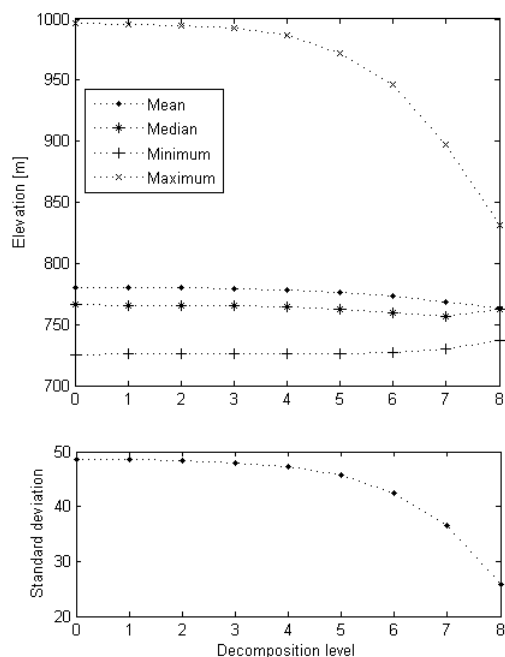 1000
950
900
850
800
750
700
Elevation [m]
Mean
Median
Minimum
Maximum
0 1 2 3 4 5 6 7 8
50
40
30
20
Standard deviation
0 1 2 3 4 5 6 7 8
Decomposition level